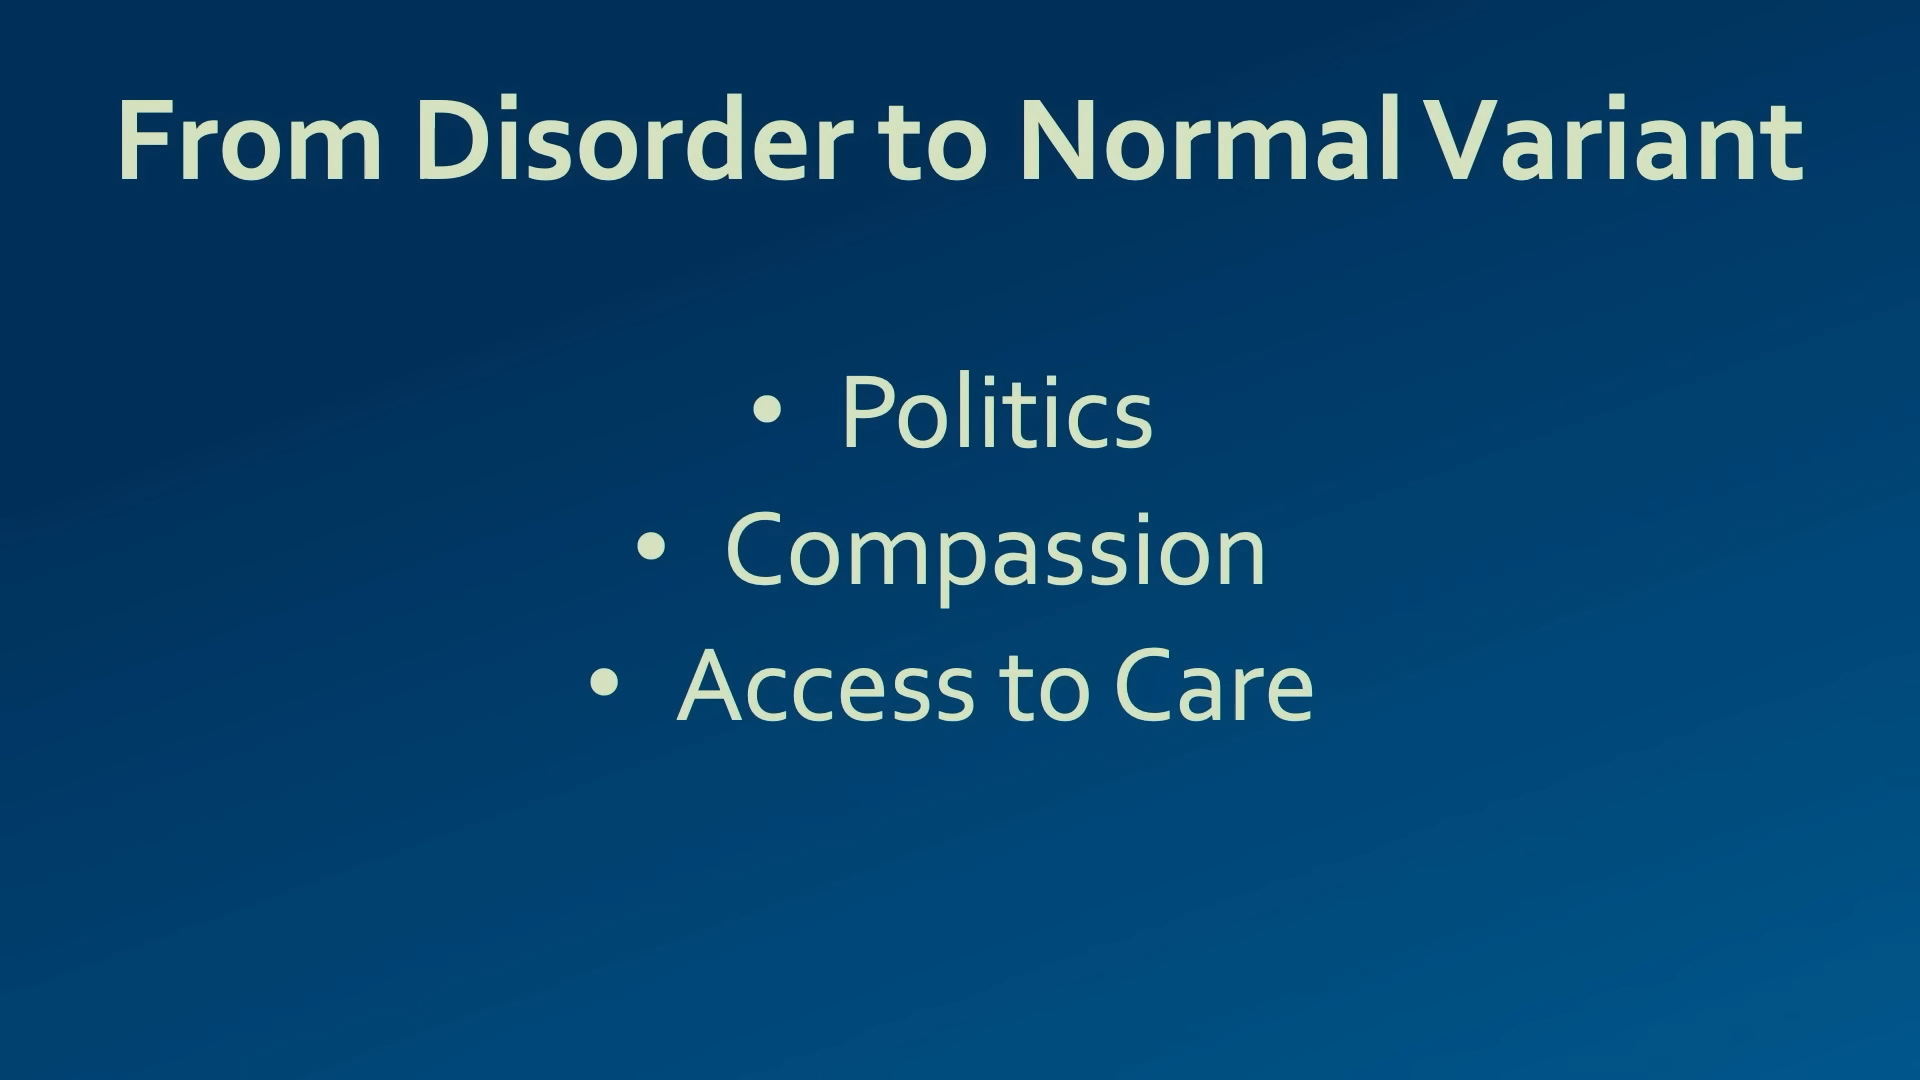 From Disorder to Normal Variant
• Politics
• Compassion
• Access to Care